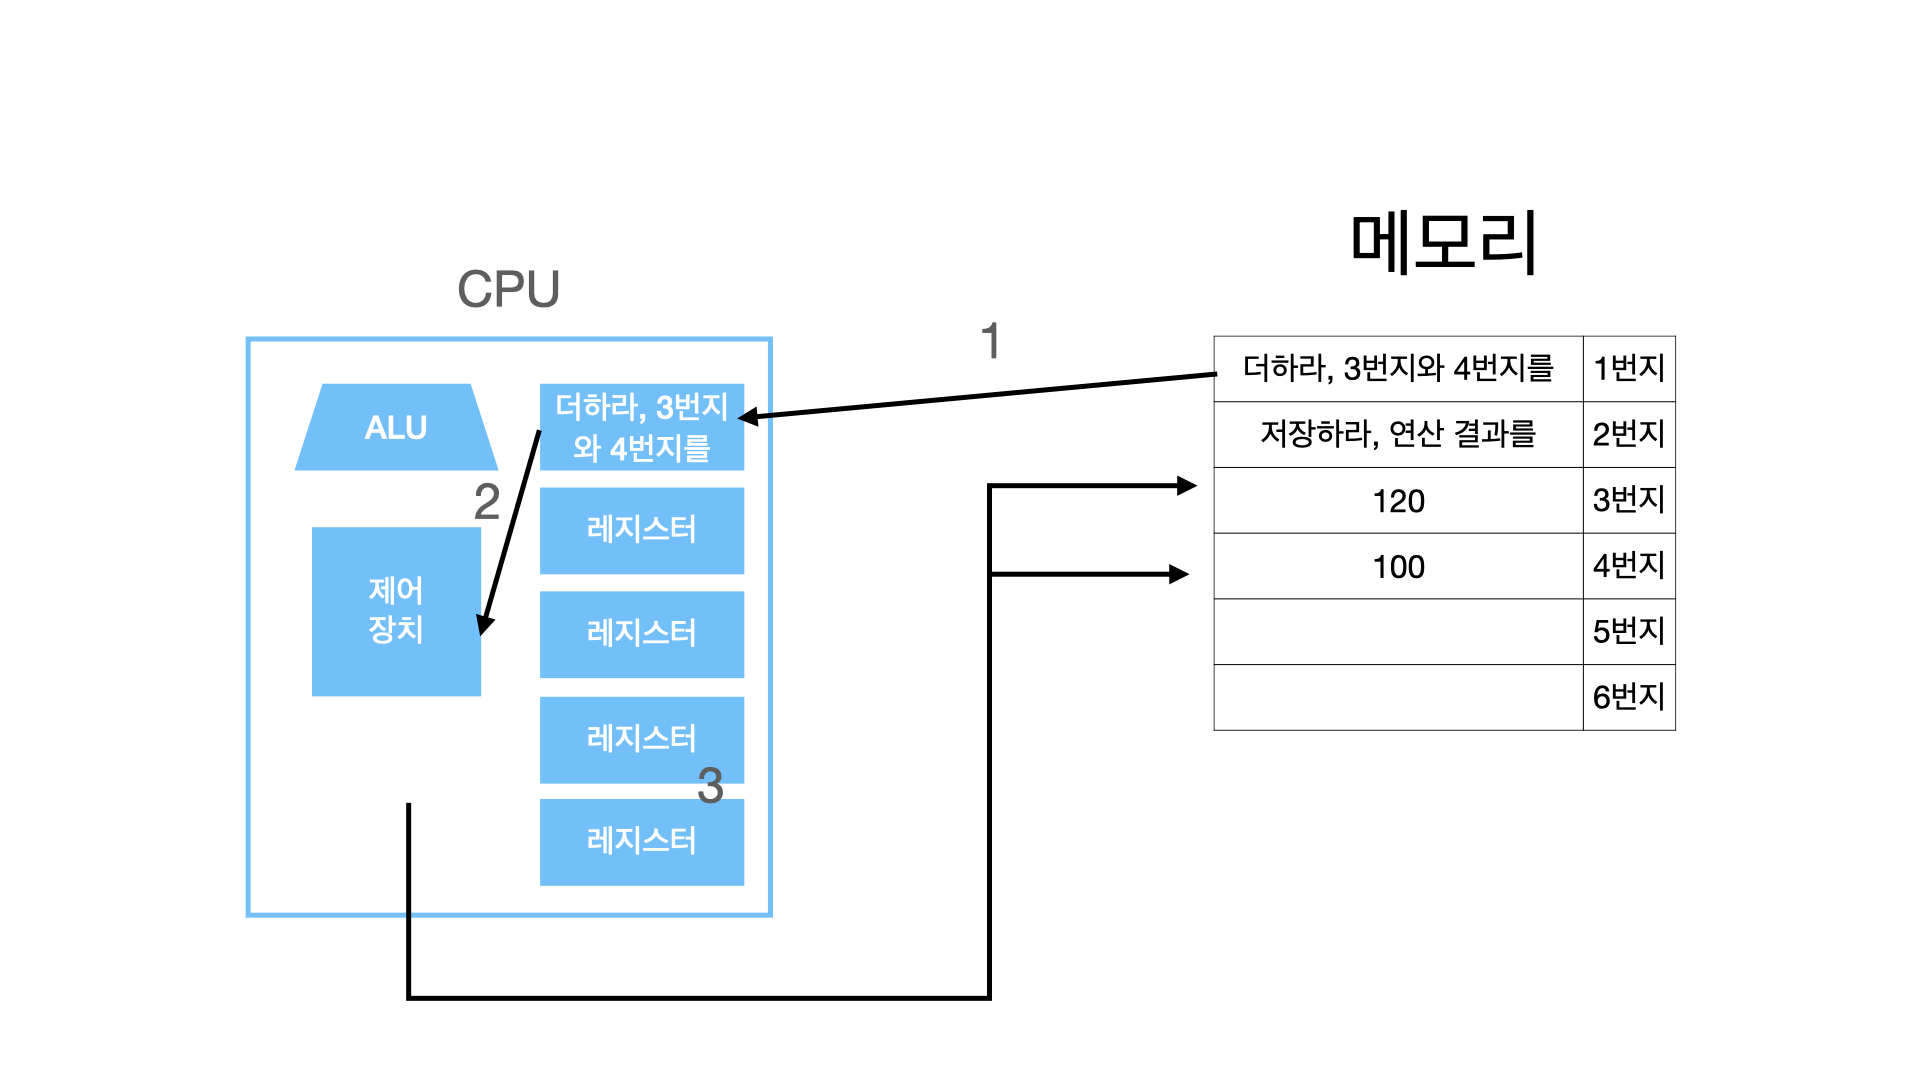 메모리
CPU
1
더하라, 3번지와 4번지를 1번지
저장하라, 연산 결과를 2번지
120 3번지
100 4번지
5번지
6번지
ALU
더하라, 3번지
와 4번지를
2
제어
장치
레지스터
레지스터
레지스터
3
레지스터